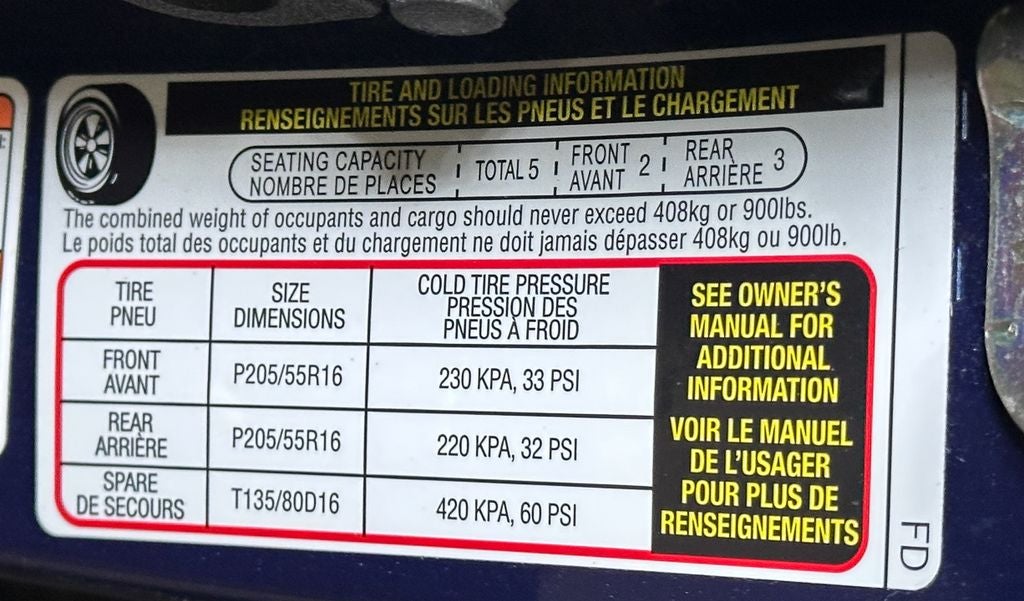 TIRE AND LOADING INFORMATION
RENSEIGNEMENTS SUR LES PNEUS ET LE CHARGEMENT
SEATING CAPACITY
NOMBRE DE PLACES
TOTAL 5
FRONT
AVANT 2
REAR
ARRIÈRE 3
The combined weight of occupants and cargo should never exceed 408kg or 900lbs.
Le poids total des occupants et du chargement ne doit jamais dépasser 408kg ou 900lb.
TIRE
PNEU
SIZE
DIMENSIONS
COLD TIRE PRESSURE
PRESSION DES
PNEUS À FROID
FRONT
AVANT
P205/55R16
230 KPA, 33 PSI
REAR
ARRIÈRE
P205/55R16
220 KPA, 32 PSI
SPARE
DE SECOURS
T135/80D16
420 KPA, 60 PSI
SEE OWNER'S
MANUAL FOR
ADDITIONAL
INFORMATION
VOIR LE MANUEL
DE L'USAGER
POUR PLUS DE
RENSEIGNEMENTS
FD